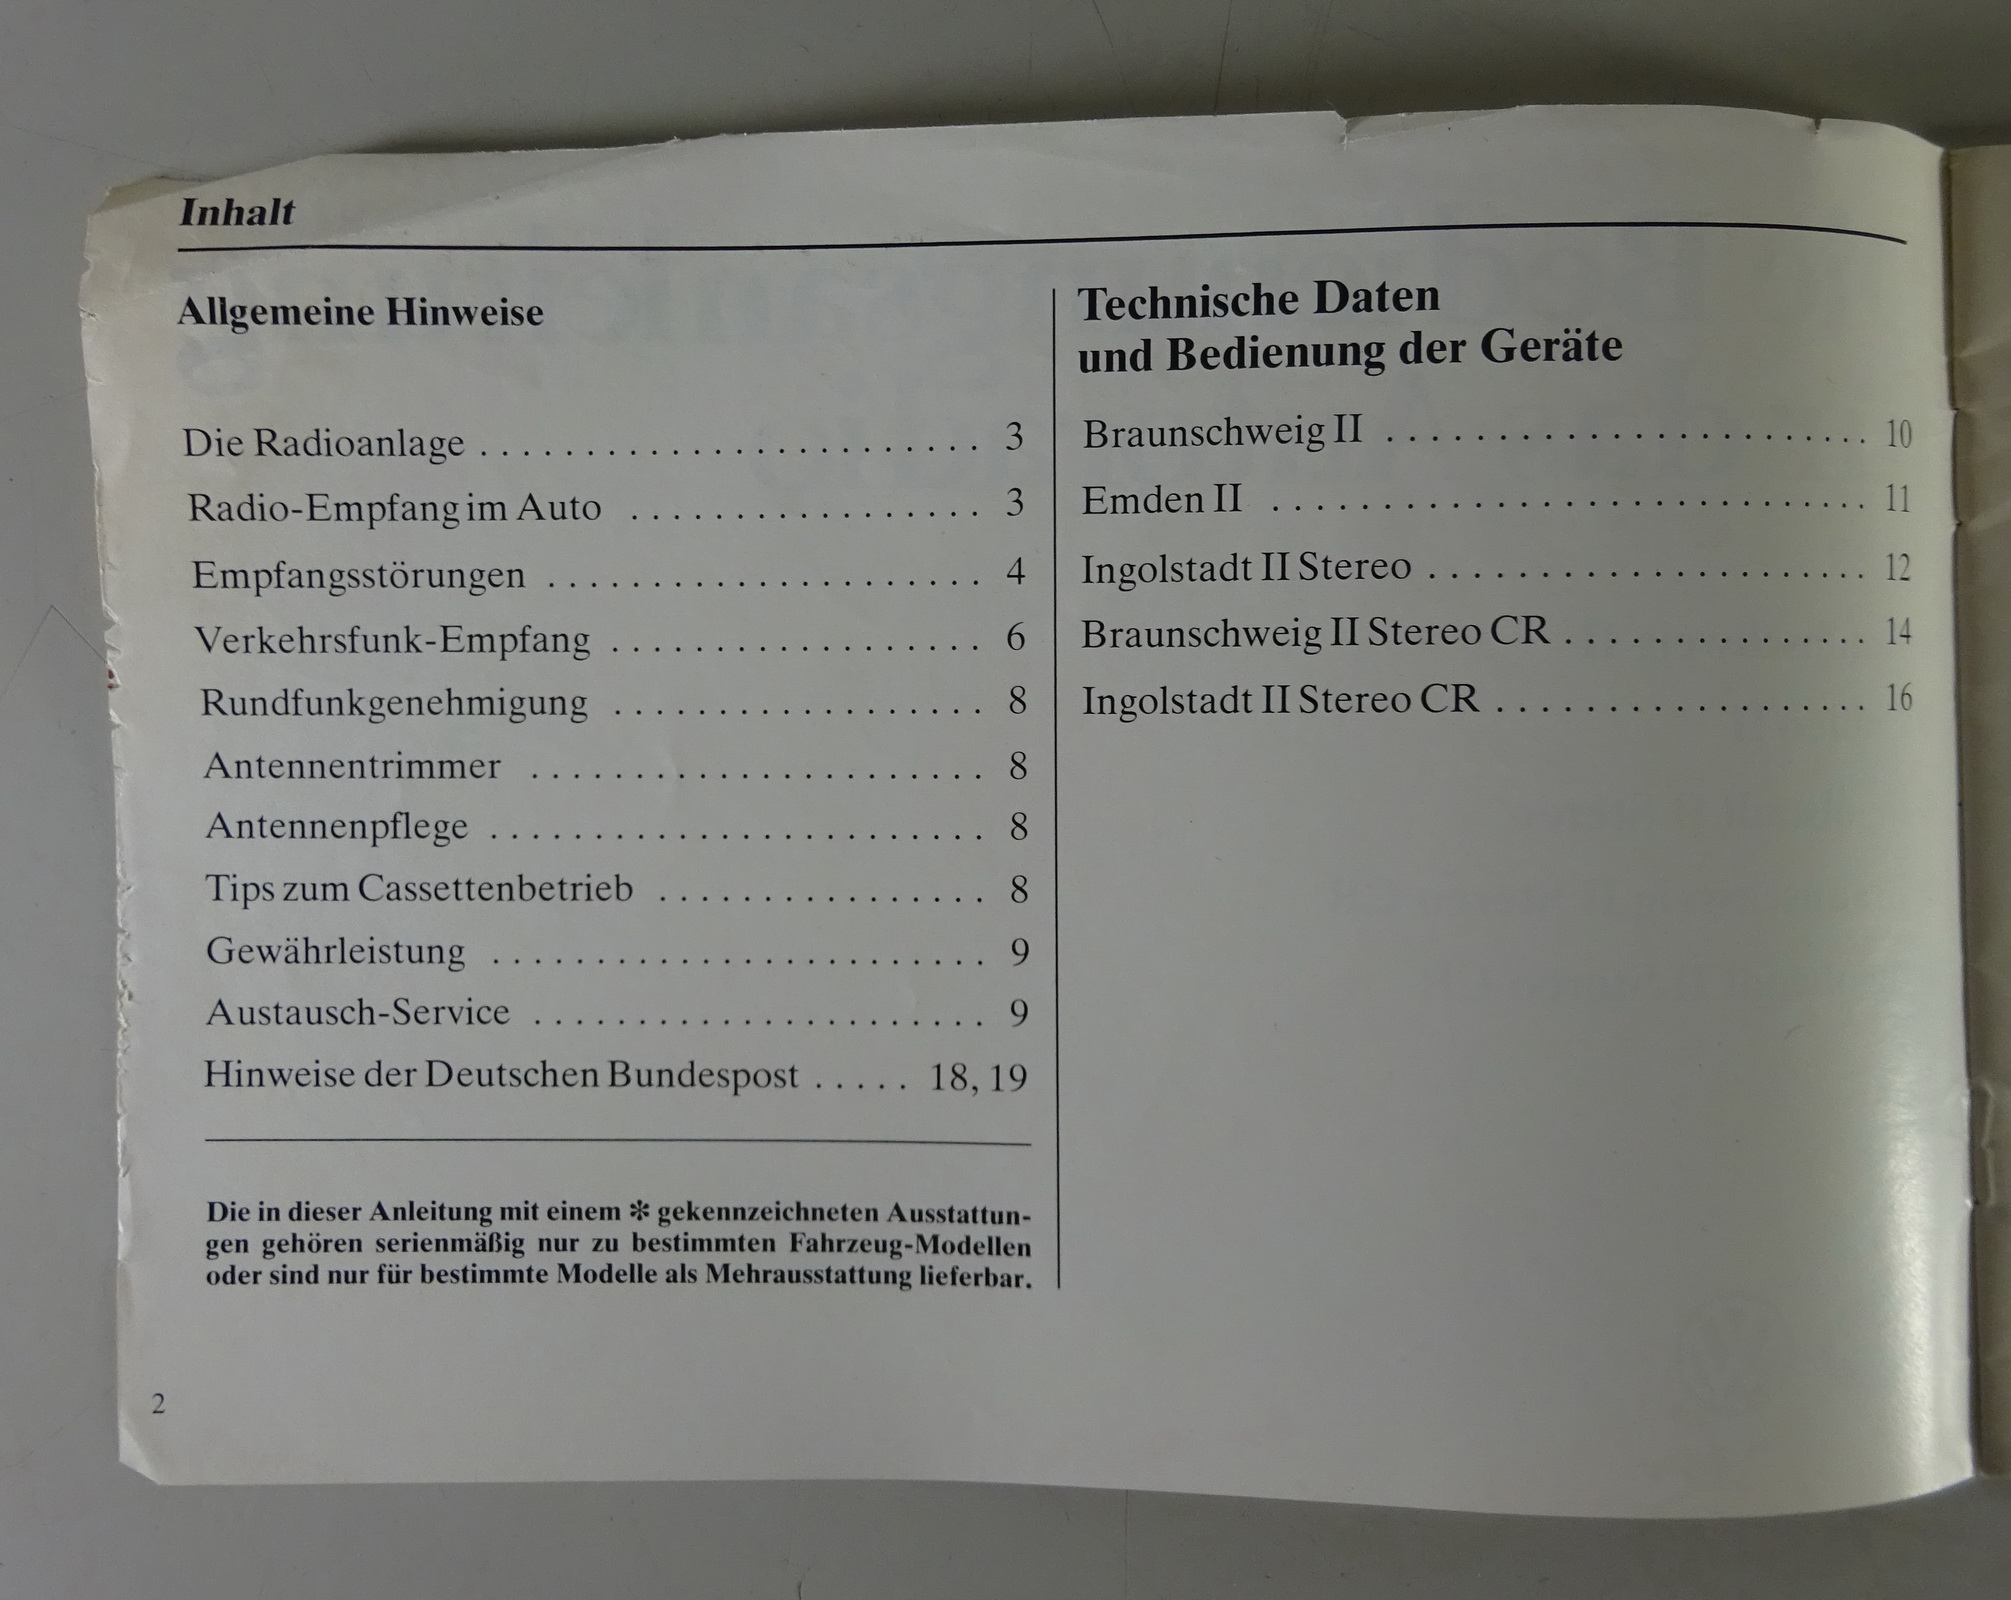 Inhalt
Allgemeine Hinweise
Die Radioanlage . . . . . . . . . . . . . . . . . . . . . . . . 3
Radio-Empfang im Auto . . . . . . . . . . . . . . . . . 3
Empfangsstörungen . . . . . . . . . . . . . . . . . . . . . 4
Verkehrsfunk-Empfang . . . . . . . . . . . . . . . . . . 6
Rundfunkgenehmigung . . . . . . . . . . . . . . . . . . 8
Antennentrimmer . . . . . . . . . . . . . . . . . . . . . . 8
Antennenpflege . . . . . . . . . . . . . . . . . . . . . . . . 8
Tips zum Cassettenbetrieb . . . . . . . . . . . . . . . . 8
Gewährleistung . . . . . . . . . . . . . . . . . . . . . . . . 9
Austausch-Service . . . . . . . . . . . . . . . . . . . . . . 9
Hinweise der Deutschen Bundespost . . . . . 18, 19
Die in dieser Anleitung mit einem ✻ gekennzeichneten Ausstattun-
gen gehören serienmäßig nur zu bestimmten Fahrzeug-Modellen
oder sind nur für bestimmte Modelle als Mehrausstattung lieferbar.
Technische Daten
und Bedienung der Geräte
Braunschweig II . . . . . . . . . . . . . . . . . . . . . . . 10
Emden II . . . . . . . . . . . . . . . . . . . . . . . . . . . . 11
Ingolstadt II Stereo . . . . . . . . . . . . . . . . . . . . 12
Braunschweig II Stereo CR . . . . . . . . . . . . . . 14
Ingolstadt II Stereo CR . . . . . . . . . . . . . . . . . . 16
2